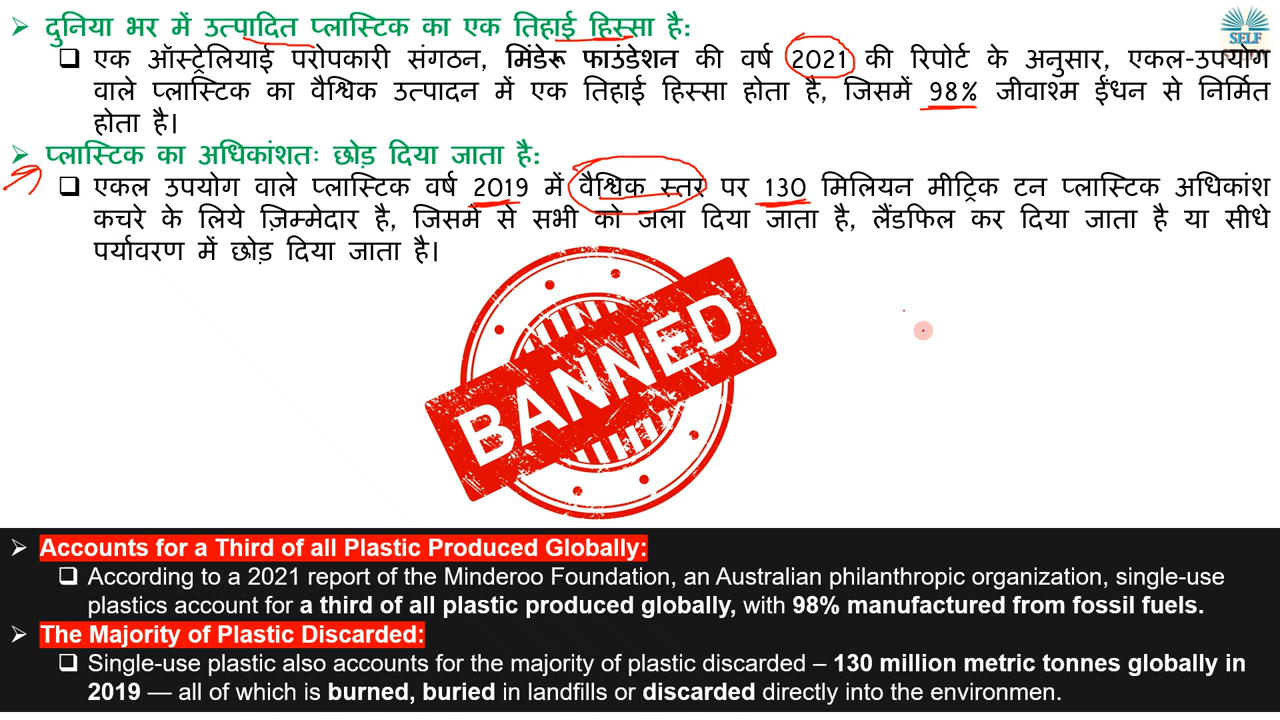 ➢ दुनिया भर में उत्पादित प्लास्टिक का एक तिहाई हिस्सा है:
❑ एक ऑस्ट्रेलियाई परोपकारी संगठन, मिंडेरू फाउंडेशन की वर्ष 2021 की रिपोर्ट के अनुसार, एकल-उपयोग
वाले प्लास्टिक का वैश्विक उत्पादन में एक तिहाई हिस्सा होता है, जिसमें 98% जीवाश्म ईंधन से निर्मित
होता है।
➢ प्लास्टिक का अधिकांशतः छोड़ दिया जाता है:
❑ एकल उपयोग वाले प्लास्टिक वर्ष 2019 में वैश्विक स्तर पर 130 मिलियन मीट्रिक टन प्लास्टिक अधिकांश
कचरे के लिये ज़िम्मेदार है, जिसमें से सभी को जला दिया जाता है, लैंडफिल कर दिया जाता है या सीधे
पर्यावरण में छोड़ दिया जाता है।
SELF
BANNED
➢ Accounts for a Third of all Plastic Produced Globally:
❑ According to a 2021 report of the Minderoo Foundation, an Australian philanthropic organization, single-use
plastics account for a third of all plastic produced globally, with 98% manufactured from fossil fuels.
➢ The Majority of Plastic Discarded:
❑ Single-use plastic also accounts for the majority of plastic discarded – 130 million metric tonnes globally in
2019 — all of which is burned, buried in landfills or discarded directly into the environmen.